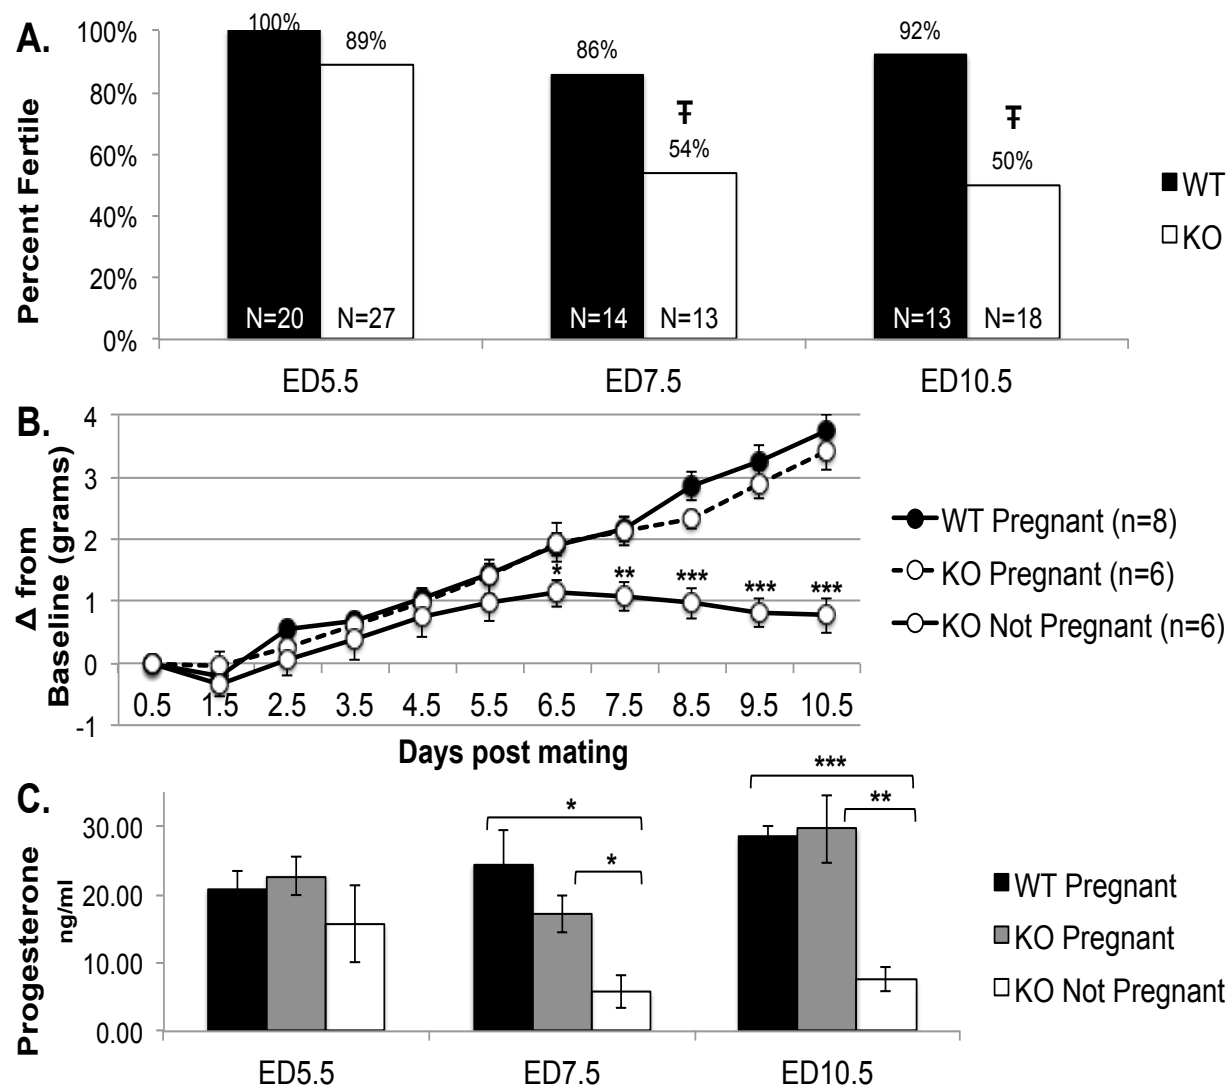 A.
Percent Fertile
100%
80%
60%
40%
20%
0%
100%
89%
86%
Ŧ
54%
92%
Ŧ
50%
N=20
N=27
N=14
N=13
N=13
N=18
ED5.5
ED7.5
ED10.5
WT
KO
B.
Δ from
Baseline (grams)
4
3
2
1
0
-1
*
**
***
***
***
0.5 1.5 2.5 3.5 4.5 5.5 6.5 7.5 8.5 9.5 10.5
Days post mating
WT Pregnant (n=8)
KO Pregnant (n=6)
KO Not Pregnant (n=6)
C.
Progesterone
ng/ml
30.00
20.00
10.00
0.00
*
*
***
**
ED5.5
ED7.5
ED10.5
WT Pregnant
KO Pregnant
KO Not Pregnant